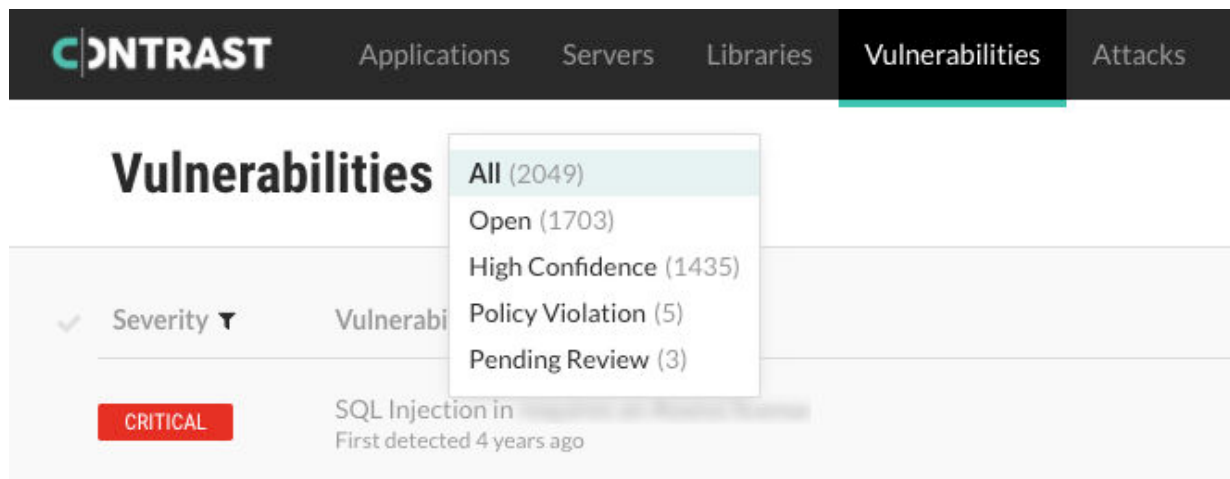 CONTRAST Applications Servers Libraries Vulnerabilities Attacks
Vulnerabilities
All (2049)
Open (1703)
High Confidence (1435)
Policy Violation (5)
Pending Review (3)
Severity Vulnerabi
CRITICAL
SQL Injection in
First detected 4 years ago